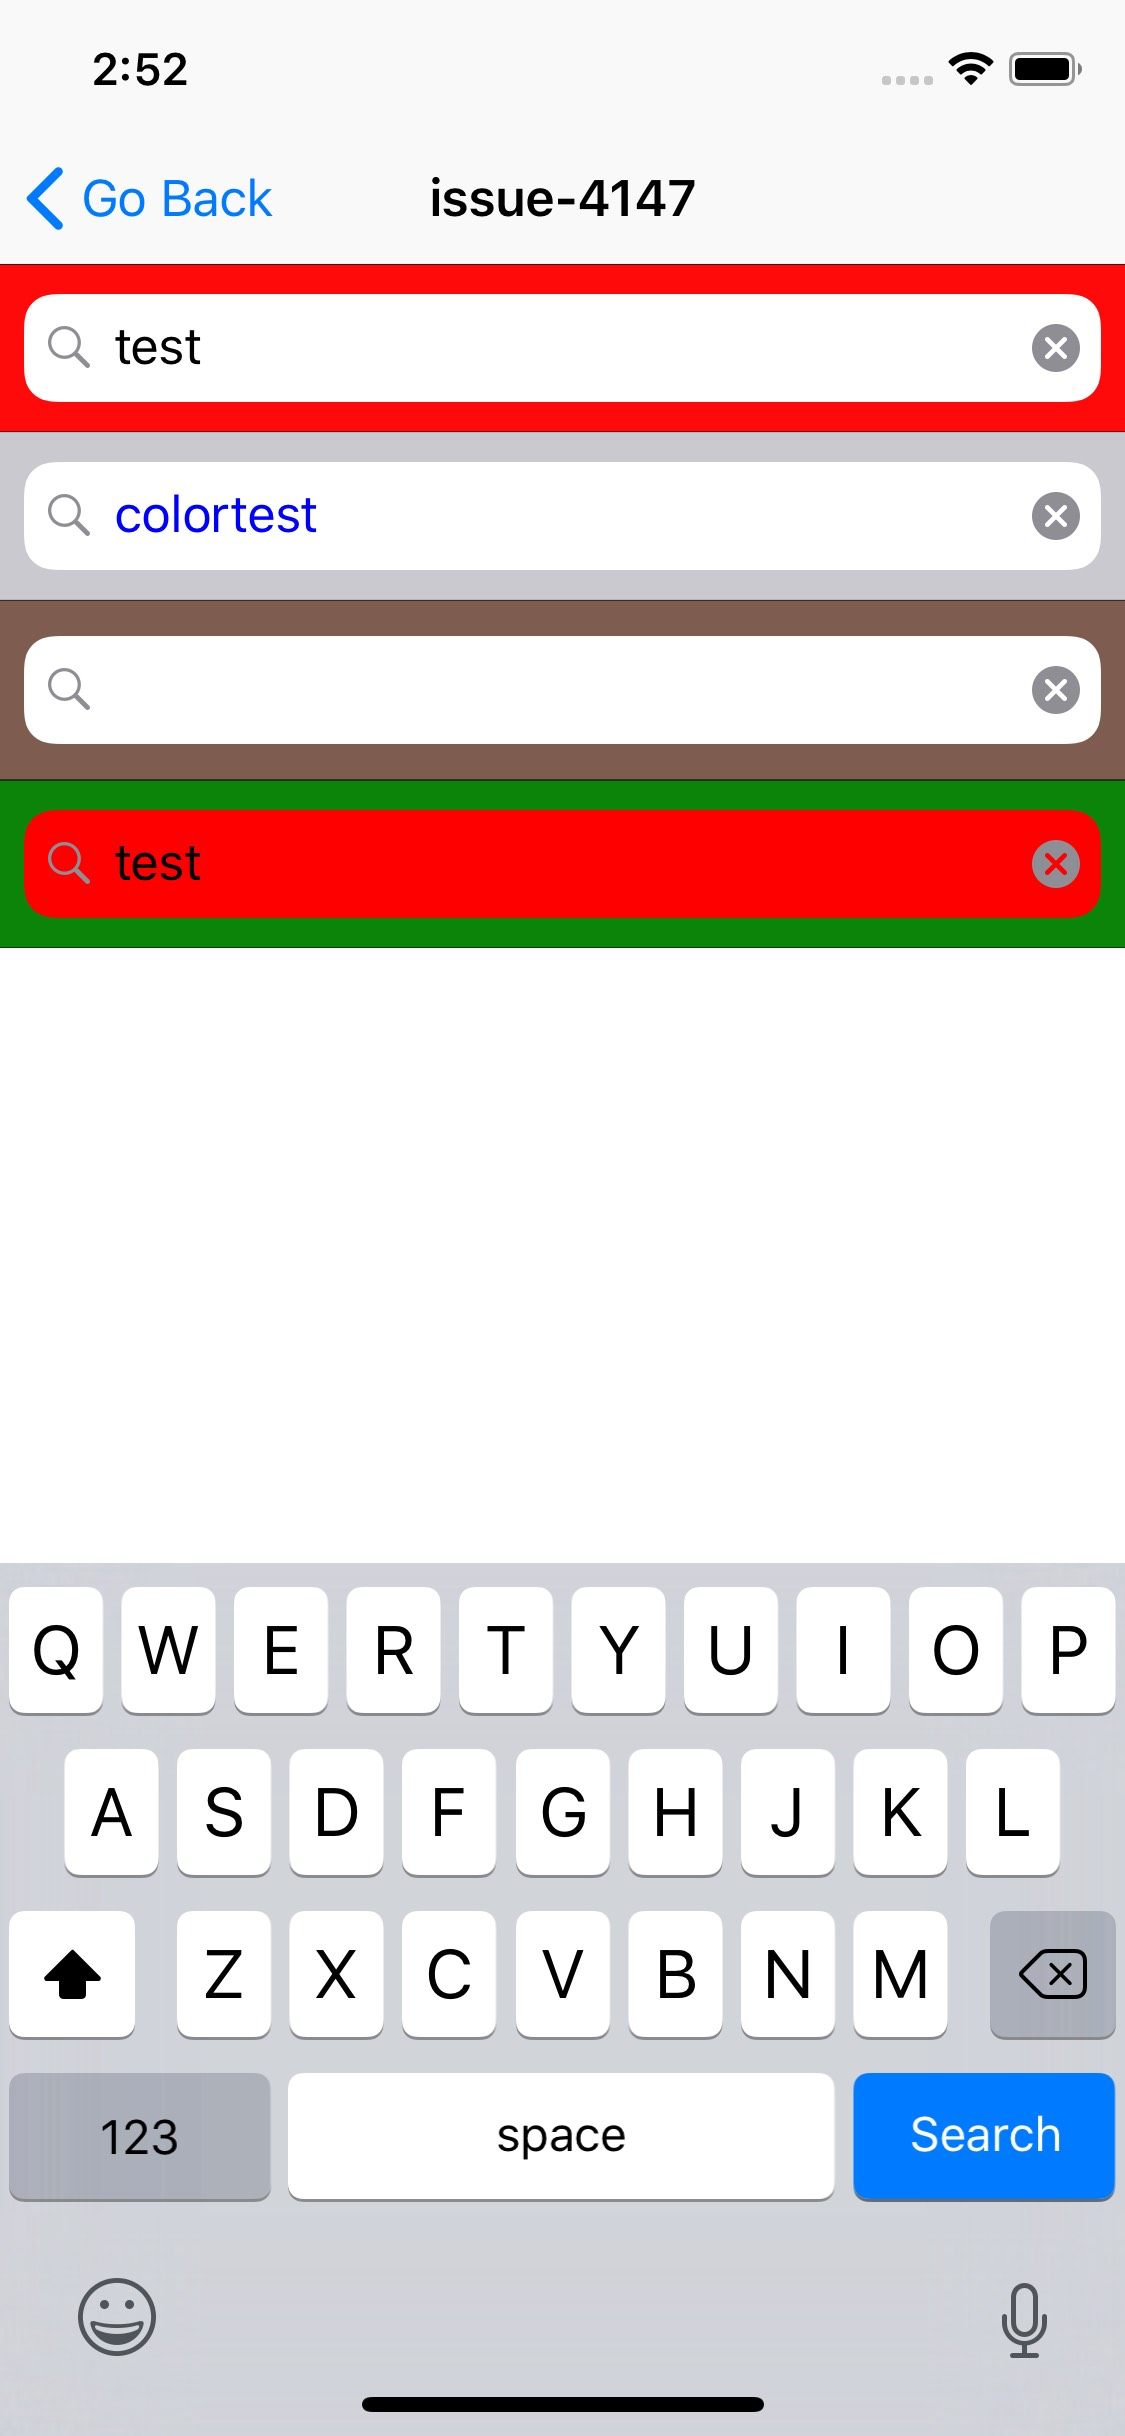 2:52
Go Back issue-4147
test
colortest
test
Q W E R T Y U I O P
A S D F G H J K L
Z X C V B N M
123 space Search